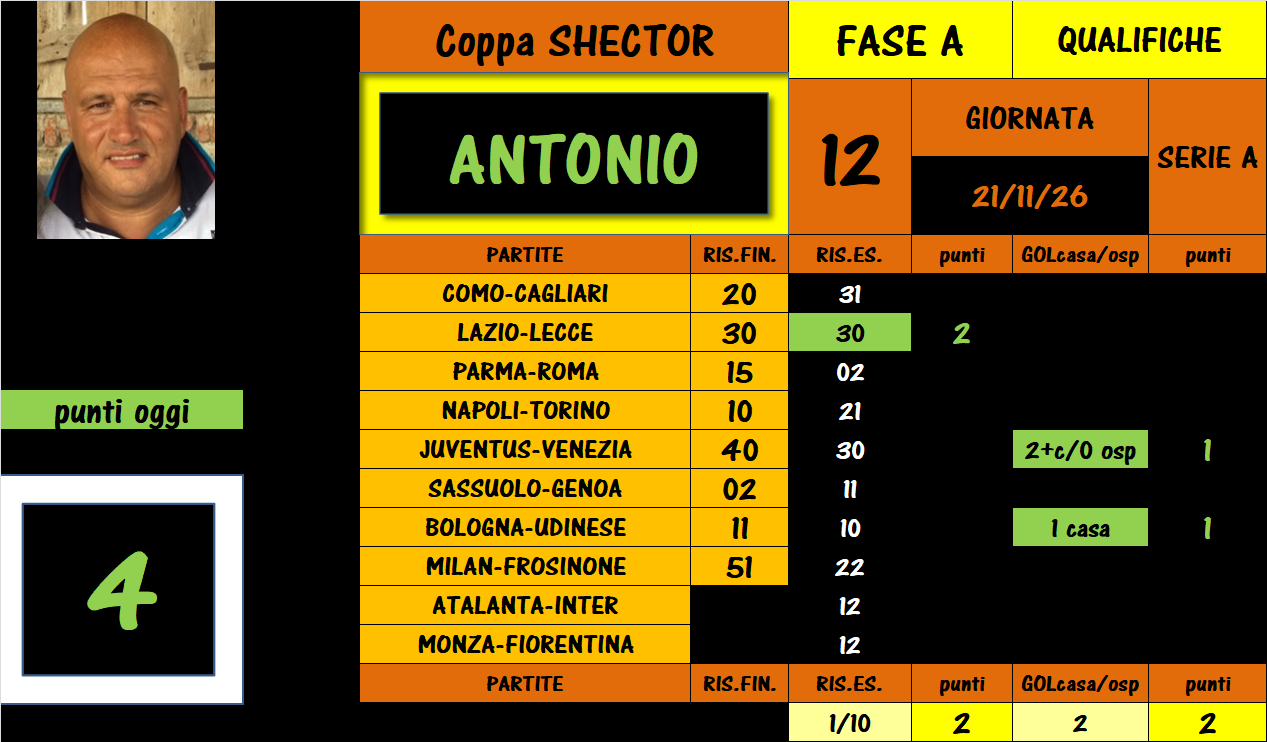 Coppa SHECTOR FASE A QUALIFICHE
ANTONIO 12 GIORNATA SERIE A
21/11/26
PARTITE RIS.FIN. RIS.ES. punti GOLcasa/osp punti
COMO-CAGLIARI 20 31
LAZIO-LECCE 30 30 2
PARMA-ROMA 15 02
punti oggi
NAPOLI-TORINO 10 21
JUVENTUS-VENEZIA 40 30 2+c/0 osp 1
SASSUOLO-GENOA 02 11
BOLOGNA-UDINESE 11 10 1 casa 1
MILAN-FROSINONE 51 22
4
ATALANTA-INTER 12
MONZA-FIORENTINA 12
PARTITE RIS.FIN. RIS.ES. punti GOLcasa/osp punti
1/10 2 2 2